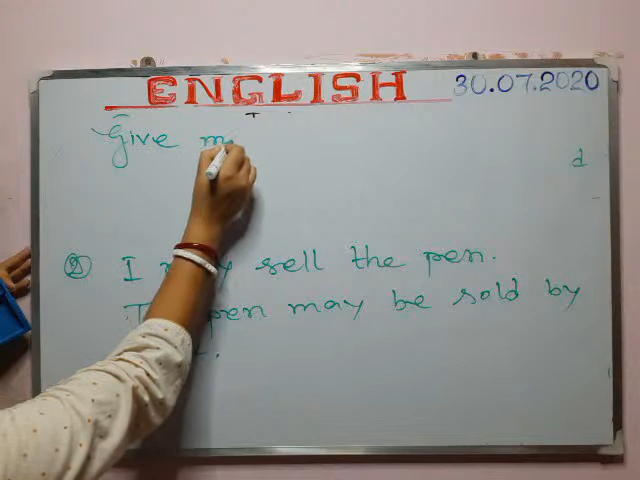 ENGLISH 30.07.2020
Give m
d
② I sell the pen.
pen may be sold by